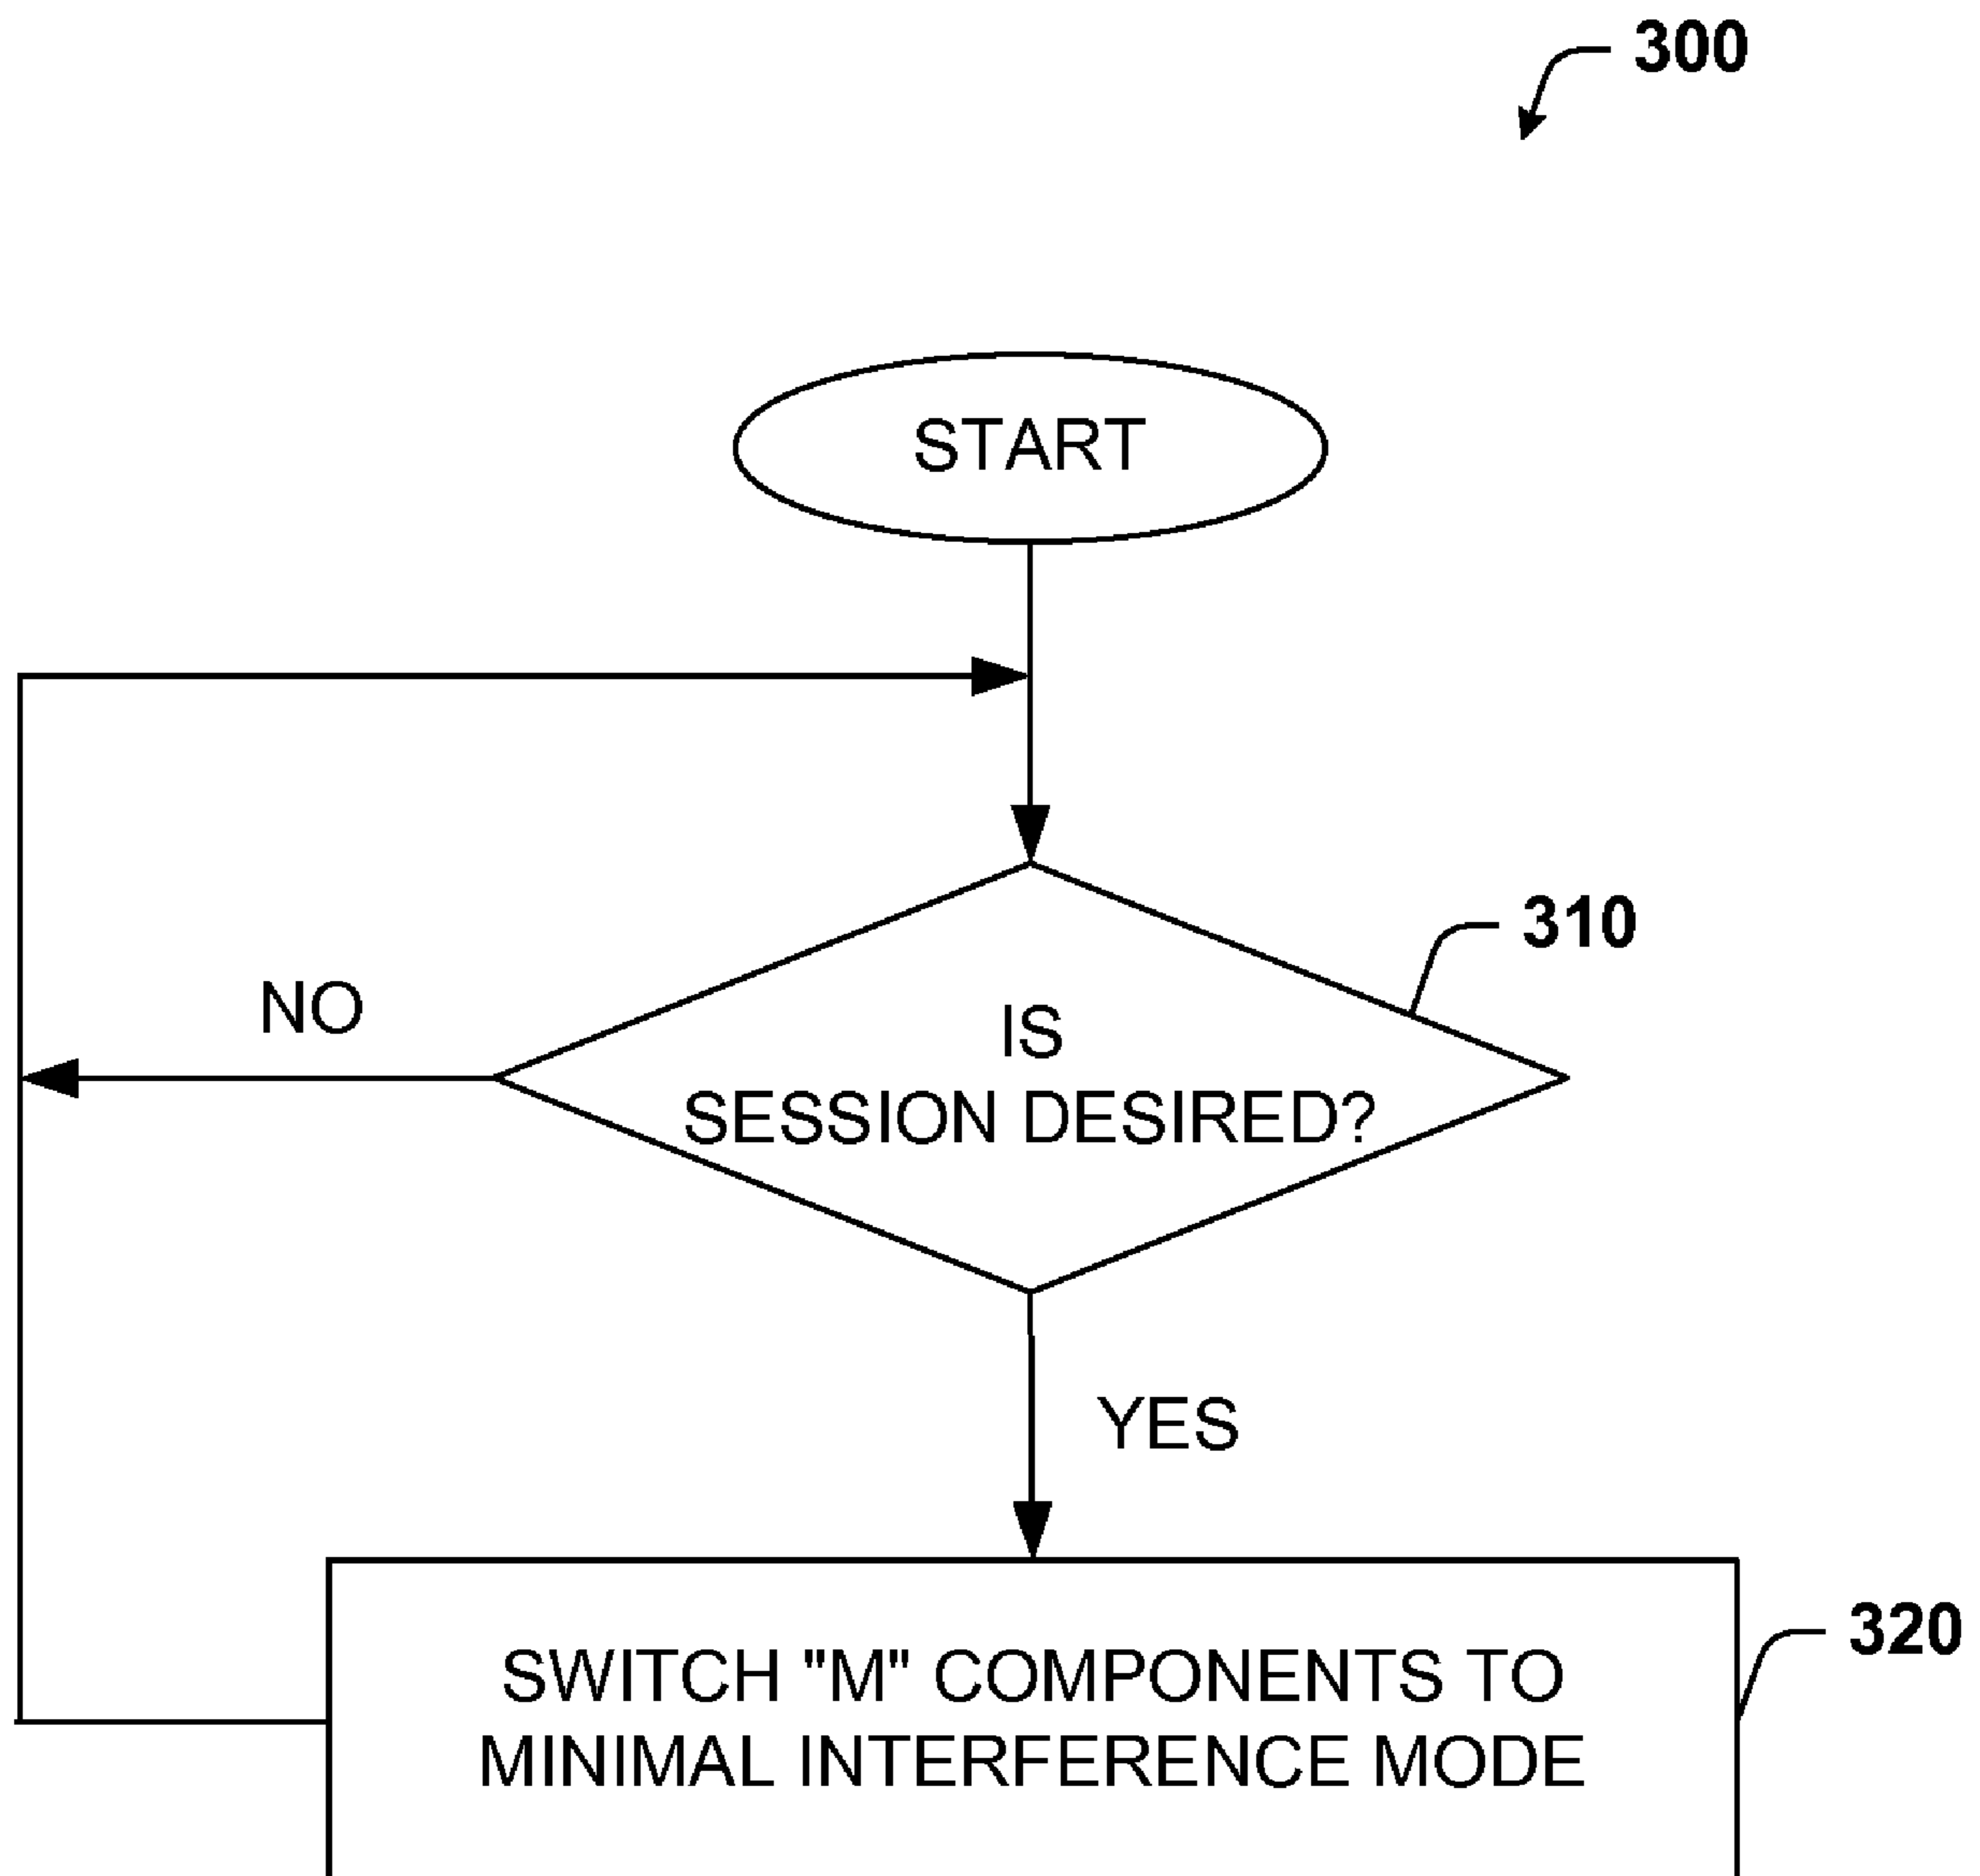 300
START
310
NO
IS
SESSION DESIRED?
YES
320
SWITCH "M" COMPONENTS TO
MINIMAL INTERFERENCE MODE